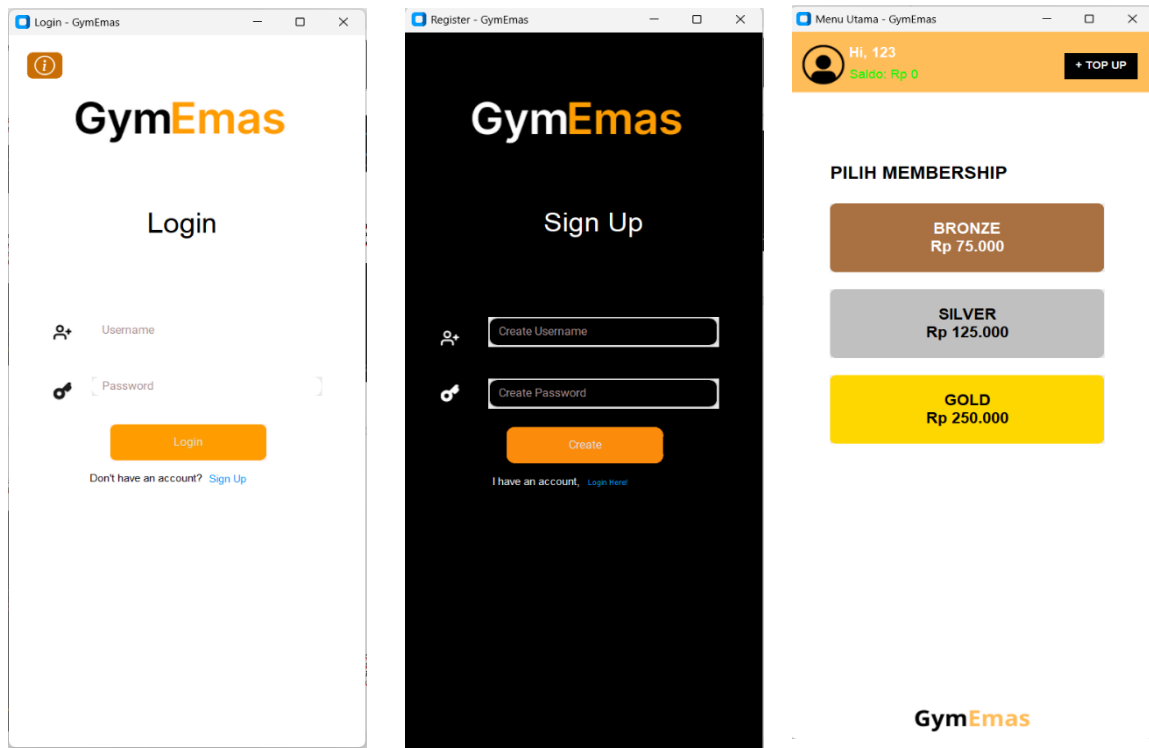 Login - GymEmas
GymEmas
Login
Username
Password
Login
Don't have an account? Sign Up
Register - GymEmas
GymEmas
Sign Up
Create Username
Create Password
Create
I have an account, Login Here!
Menu Utama - GymEmas
Hi, 123
Saldo: Rp 0
+ TOP UP
PILIH MEMBERSHIP
BRONZE
Rp 75.000
SILVER
Rp 125.000
GOLD
Rp 250.000
GymEmas